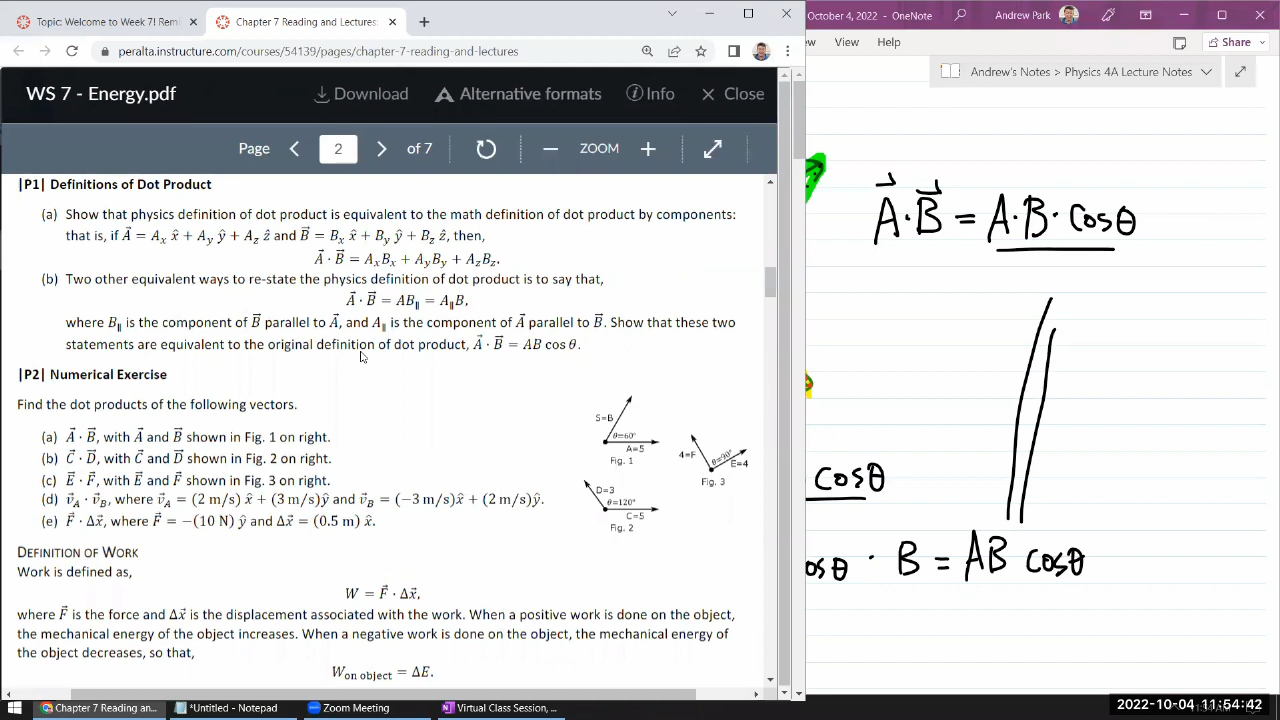 Topic: Welcome to Week 7! Remi
Chapter 7 Reading and Lectures:
October 4, 2022 - OneNote
Andrew Park
peralta.instructure.com/courses/54139/pages/chapter-7-reading-and-lectures
View
Help
Share
WS 7 - Energy.pdf
Download
Alternative formats
Info
Close
Andrew's Note > Physics 4A Lecture Notes
Page
2
of 7
ZOOM
|P1| Definitions of Dot Product
(a) Show that physics definition of dot product is equivalent to the math definition of dot product by components:
that is, if A⃗ = Aₓ x̂ + A_y ŷ + A_z ẑ and B⃗ = Bₓ x̂ + B_y ŷ + B_z ẑ, then,
A⃗ · B⃗ = AₓBₓ + A_yB_y + A_zB_z.
(b) Two other equivalent ways to re-state the physics definition of dot product is to say that,
A⃗ · B⃗ = AB∥ = A∥B,
where B∥ is the component of B⃗ parallel to A⃗, and A∥ is the component of A⃗ parallel to B⃗. Show that these two
statements are equivalent to the original definition of dot product, A⃗ · B⃗ = AB cos θ.
|P2| Numerical Exercise
Find the dot products of the following vectors.
(a) A⃗ · B⃗, with A⃗ and B⃗ shown in Fig. 1 on right.
(b) C⃗ · D⃗, with C⃗ and D⃗ shown in Fig. 2 on right.
(c) E⃗ · F⃗, with E⃗ and F⃗ shown in Fig. 3 on right.
(d) v⃗_A · v⃗_B, where v⃗_A = (2 m/s) x̂ + (3 m/s)ŷ and v⃗_B = (−3 m/s)x̂ + (2 m/s)ŷ.
(e) F⃗ · Δx⃗, where F⃗ = −(10 N) ŷ and Δx⃗ = (0.5 m) x̂.
5=B
θ=60°
A=5
Fig. 1
4=F
θ=90°
E=4
Fig. 3
D=3
θ=120°
C=5
Fig. 2
DEFINITION OF WORK
Work is defined as,
W = F⃗ · Δx⃗,
where F⃗ is the force and Δx⃗ is the displacement associated with the work. When a positive work is done on the object,
the mechanical energy of the object increases. When a negative work is done on the object, the mechanical energy of
the object decreases, so that,
W_on object = ΔE.
A⃗ · B⃗ = A·B·cosθ
cosθ
cosθ · B = AB cosθ
Chapter 7 Reading an...
*Untitled - Notepad
Zoom Meeting
Virtual Class Session, ...
2022-10-04 11:54:42